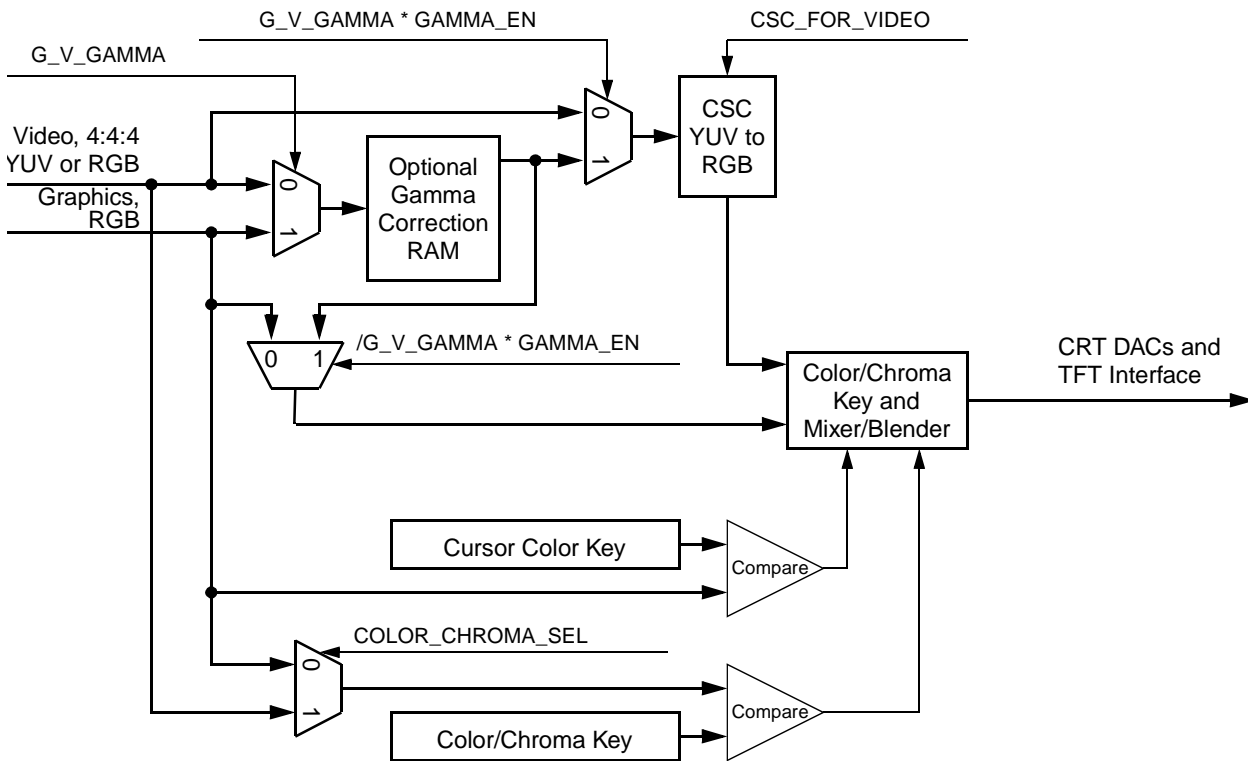 G_V_GAMMA * GAMMA_EN
CSC_FOR_VIDEO
G_V_GAMMA
Video, 4:4:4
YUV or RGB
Graphics,
RGB
0
1
Optional
Gamma
Correction
RAM
0
1
CSC
YUV to
RGB
0 1
/G_V_GAMMA * GAMMA_EN
Color/Chroma
Key and
Mixer/Blender
CRT DACs and
TFT Interface
Cursor Color Key
Compare
COLOR_CHROMA_SEL
0
1
Compare
Color/Chroma Key